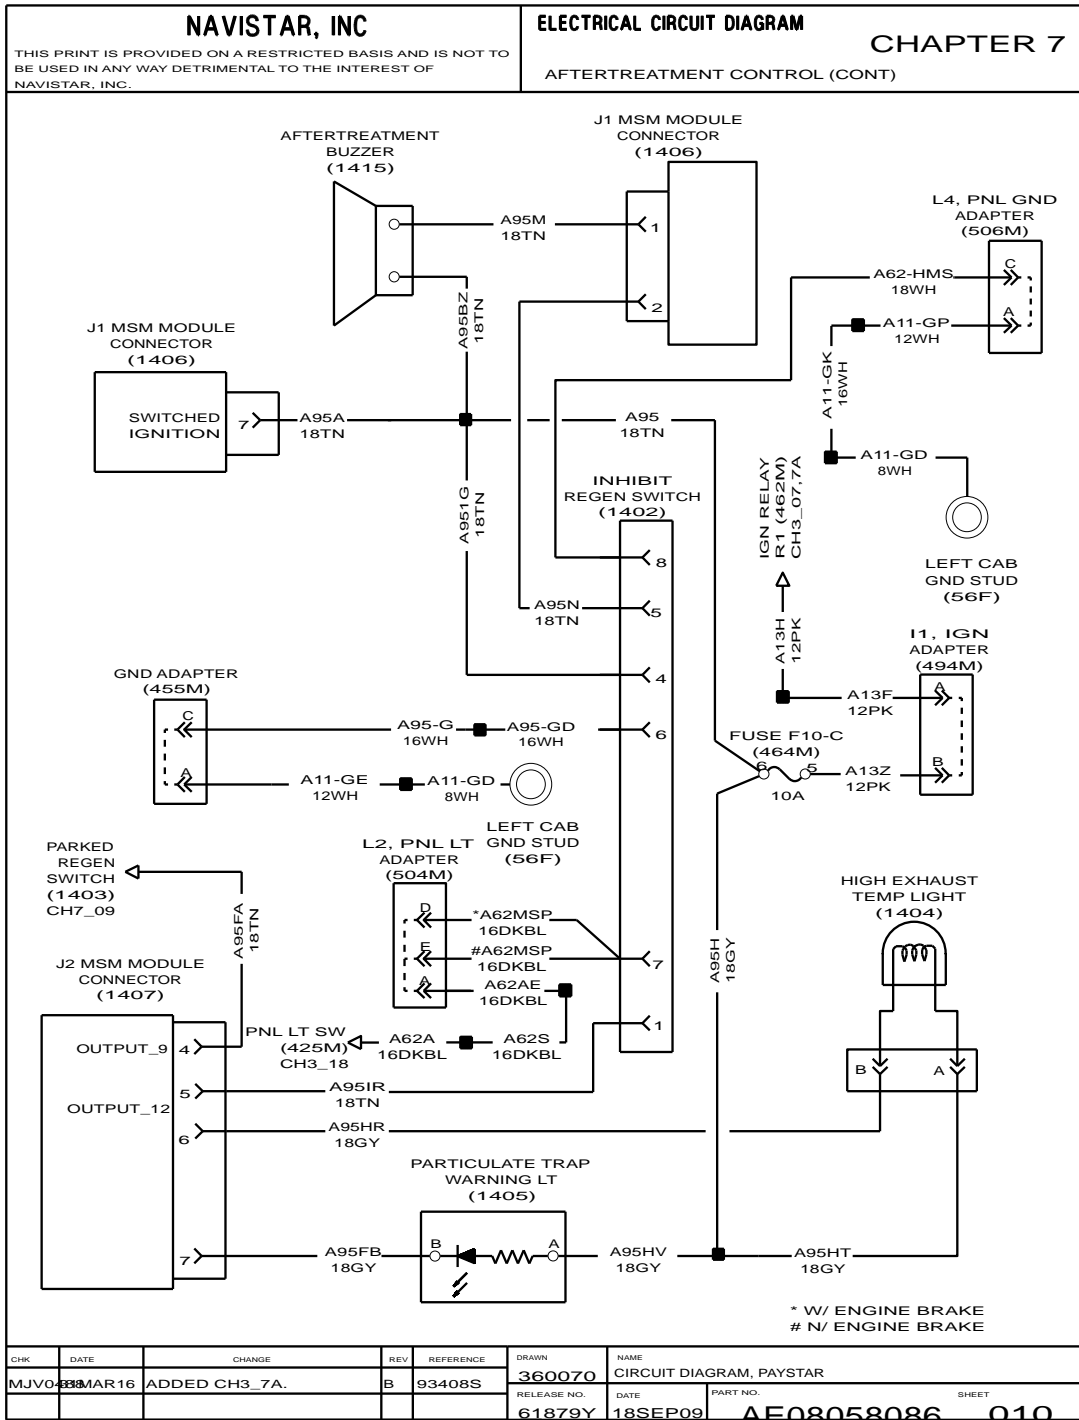 NAVISTAR, INC
THIS PRINT IS PROVIDED ON A RESTRICTED BASIS AND IS NOT TO
BE USED IN ANY WAY DETRIMENTAL TO THE INTEREST OF
NAVISTAR, INC.
ELECTRICAL CIRCUIT DIAGRAM
CHAPTER 7
AFTERTREATMENT CONTROL (CONT)
AFTERTREATMENT
BUZZER
(1415)
J1 MSM MODULE
CONNECTOR
(1406)
A95M
18TN
1
2
L4, PNL GND
ADAPTER
(506M)
C
A
A62-HMS
18WH
A11-GP
12WH
A11-GK
16WH
A11-GD
8WH
LEFT CAB
GND STUD
(56F)
A95BZ
18TN
J1 MSM MODULE
CONNECTOR
(1406)
SWITCHED
IGNITION
7
A95A
18TN
A95
18TN
A951G
18TN
INHIBIT
REGEN SWITCH
(1402)
8
5
4
6
7
1
A95N
18TN
IGN RELAY
R1 (462M)
CH3_07,7A
A13H
12PK
I1, IGN
ADAPTER
(494M)
A
B
A13F
12PK
A13Z
12PK
FUSE F10-C
(464M)
6
5
10A
GND ADAPTER
(455M)
C
A
A95-G
16WH
A95-GD
16WH
A11-GE
12WH
A11-GD
8WH
LEFT CAB
GND STUD
(56F)
L2, PNL LT
ADAPTER
(504M)
D
E
A
*A62MSP
16DKBL
#A62MSP
16DKBL
A62AE
16DKBL
PARKED
REGEN
SWITCH
(1403)
CH7_09
A95FA
18TN
PNL LT SW
(425M)
CH3_18
A62A
16DKBL
A62S
16DKBL
J2 MSM MODULE
CONNECTOR
(1407)
OUTPUT_9
4
5
OUTPUT_12
6
7
A95IR
18TN
A95HR
18GY
A95H
18GY
HIGH EXHAUST
TEMP LIGHT
(1404)
B
A
PARTICULATE TRAP
WARNING LT
(1405)
A95FB
18GY
B
A
A95HV
18GY
A95HT
18GY
* W/ ENGINE BRAKE
# N/ ENGINE BRAKE
CHK DATE CHANGE REV REFERENCE
ADDED CH3_7A. B 93408S
DRAWN
360070
NAME
CIRCUIT DIAGRAM, PAYSTAR
RELEASE NO.
61879Y
DATE
18SEP09
PART NO.
AE08058086
SHEET
010